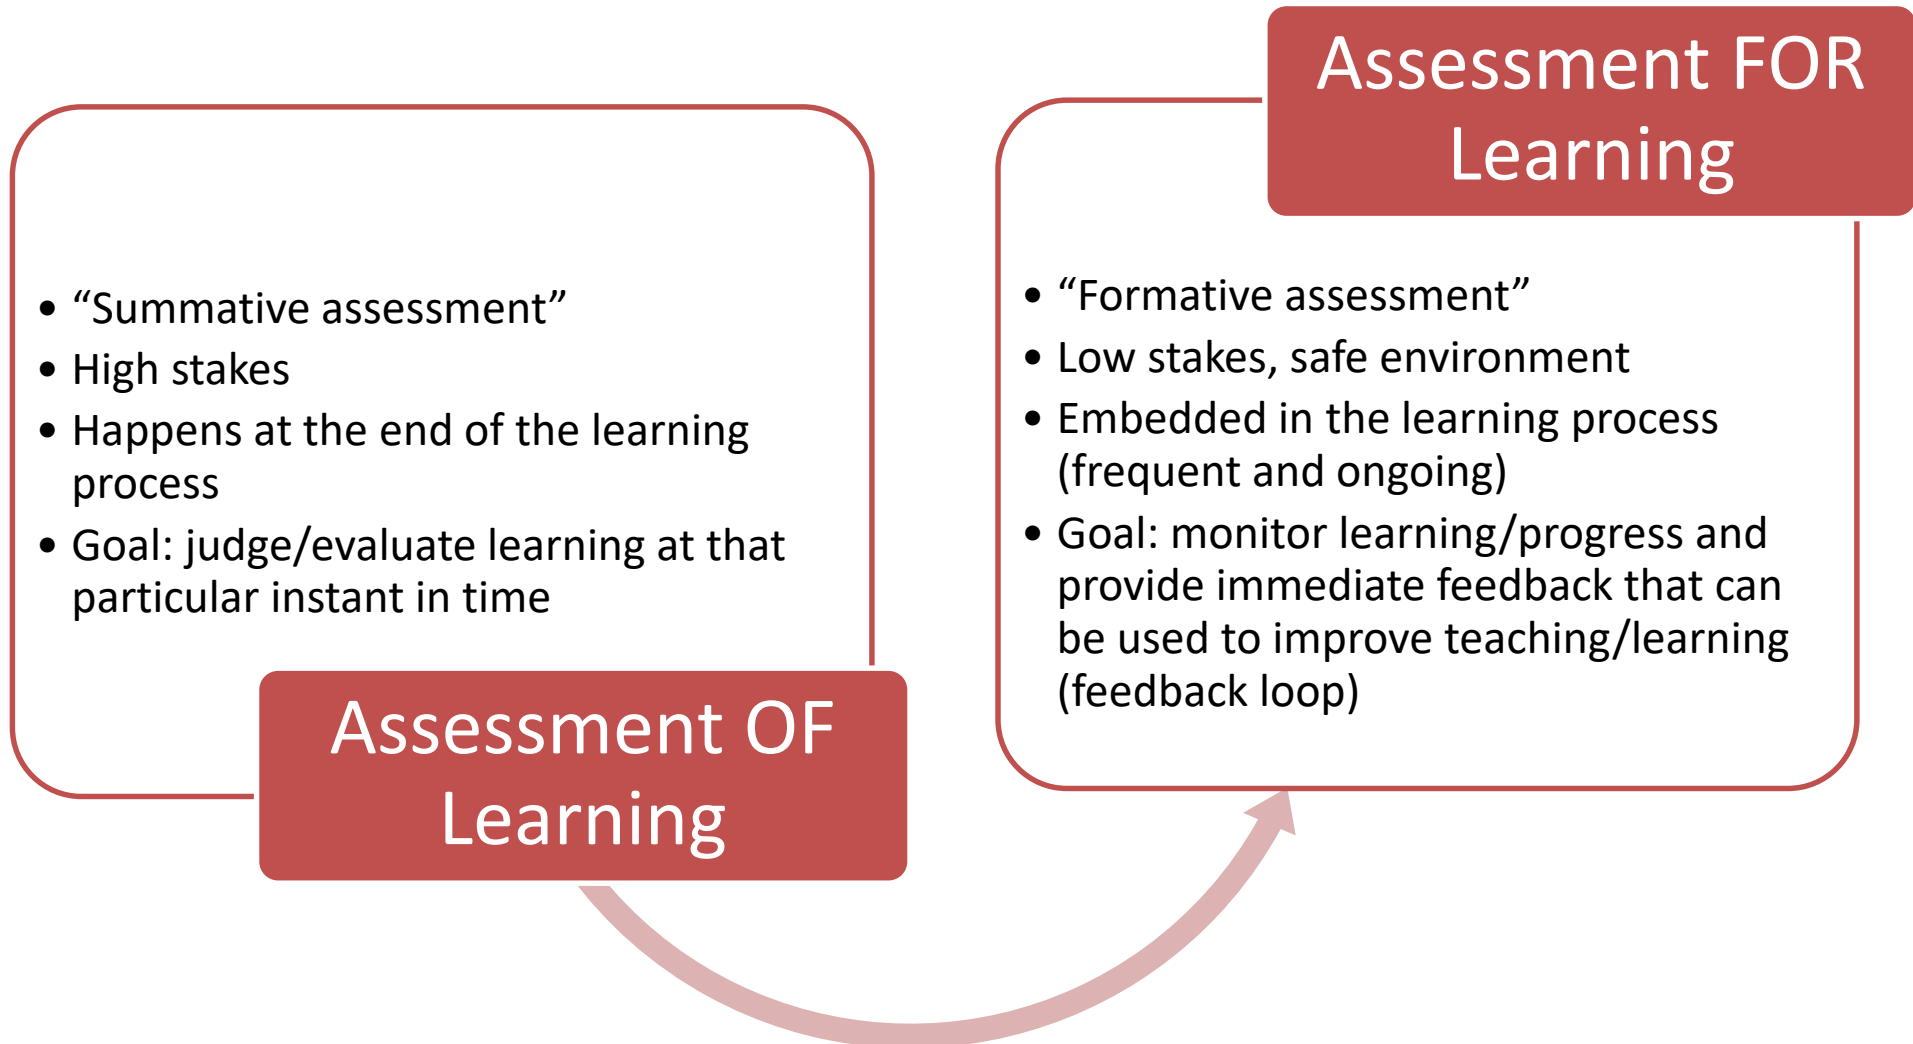 • “Summative assessment”
• High stakes
• Happens at the end of the learning
process
• Goal: judge/evaluate learning at that
particular instant in time
Assessment OF
Learning
Assessment FOR
Learning
• “Formative assessment”
• Low stakes, safe environment
• Embedded in the learning process
(frequent and ongoing)
• Goal: monitor learning/progress and
provide immediate feedback that can
be used to improve teaching/learning
(feedback loop)